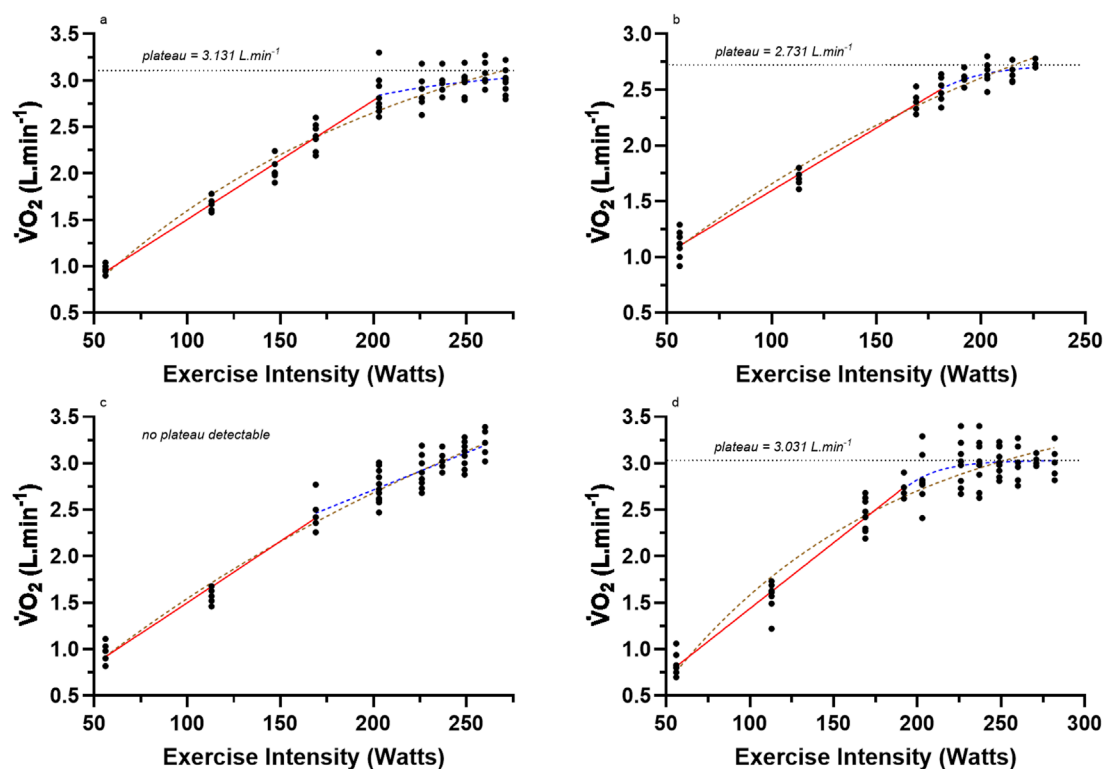 a
plateau = 3.131 L.min⁻¹
3.5
3.0
2.5
2.0
1.5
1.0
0.5
V̇O₂ (L.min⁻¹)
50 100 150 200 250
Exercise Intensity (Watts)
b
plateau = 2.731 L.min⁻¹
3.0
2.5
2.0
1.5
1.0
0.5
V̇O₂ (L.min⁻¹)
50 100 150 200 250
Exercise Intensity (Watts)
c
no plateau detectable
3.5
3.0
2.5
2.0
1.5
1.0
0.5
V̇O₂ (L.min⁻¹)
50 100 150 200 250
Exercise Intensity (Watts)
d
plateau = 3.031 L.min⁻¹
3.5
3.0
2.5
2.0
1.5
1.0
0.5
V̇O₂ (L.min⁻¹)
50 100 150 200 250 300
Exercise Intensity (Watts)